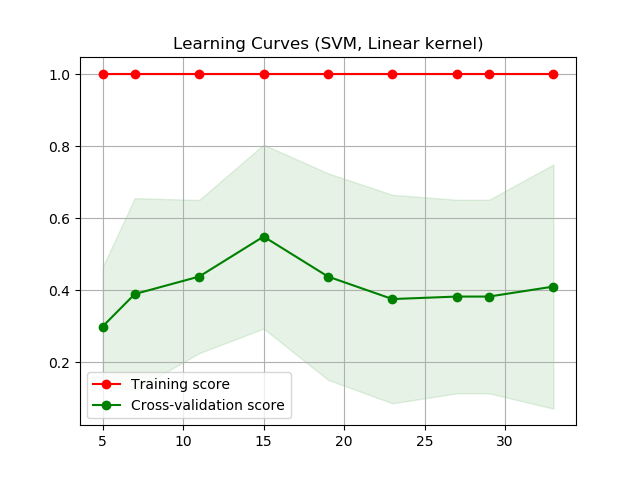 Learning Curves (SVM, Linear kernel)
1.0
0.8
0.6
0.4
0.2
Training score
Cross-validation score
5 10 15 20 25 30